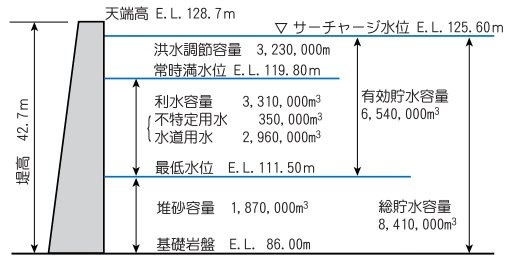 天端高 E.L. 128.7m
▽ サーチャージ水位 E.L. 125.60m
洪水調節容量 3,230,000m
常時満水位 E.L. 119.80m
有効貯水容量
6,540,000m³
利水容量 3,310,000m³
不特定用水 350,000m³
水道用水 2,960,000m³
堤高 42.7m
最低水位 E.L. 111.50m
堆砂容量 1,870,000m³
総貯水容量
8,410,000m³
基礎岩盤 E.L. 86.00m